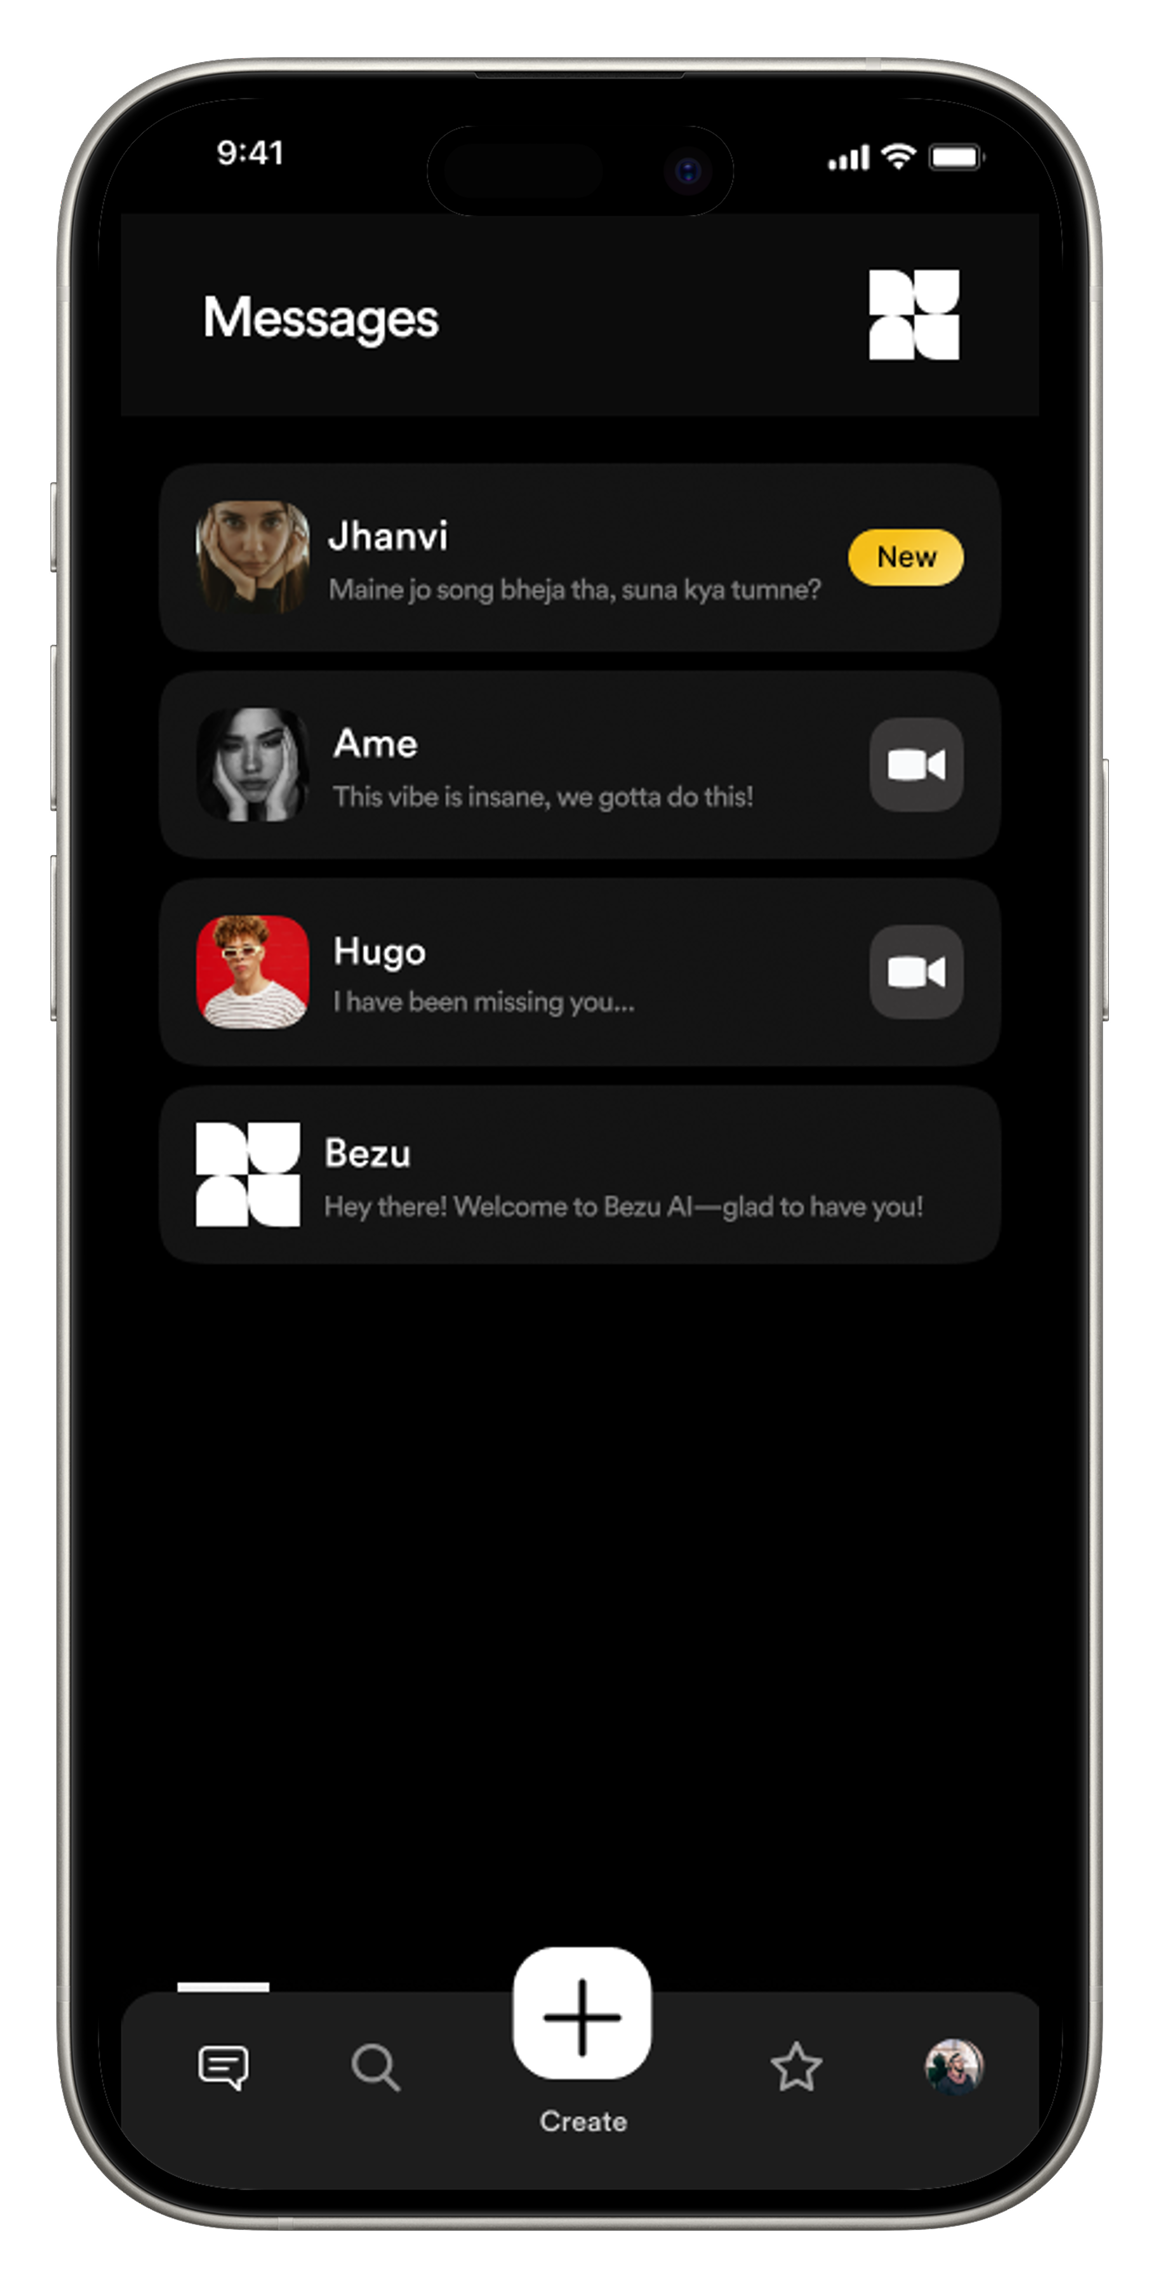 9:41
Messages
Jhanvi
Maine jo song bheja tha, suna kya tumne?
New
Ame
This vibe is insane, we gotta do this!
Hugo
I have been missing you...
Bezu
Hey there! Welcome to Bezu AI—glad to have you!
Create